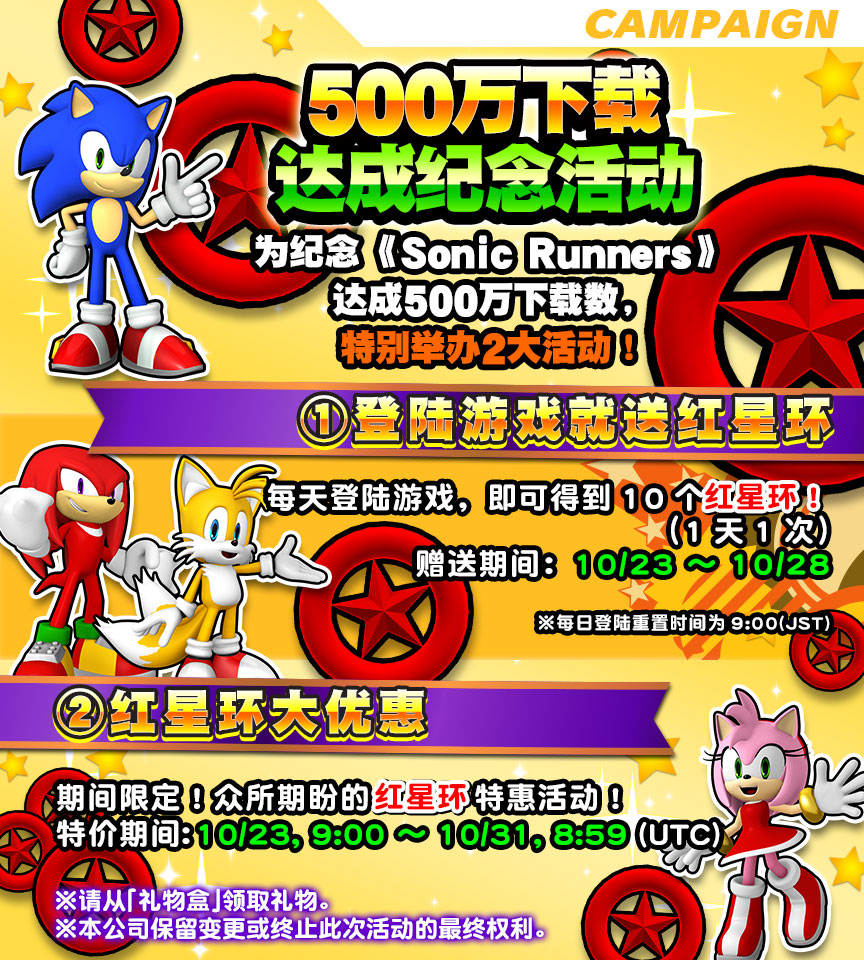 CAMPAIGN
500万下载
达成纪念活动
为纪念《Sonic Runners》
达成500万下载数，
特别举办2大活动！
①登陆游戏就送红星环
每天登陆游戏，即可得到10个红星环！
（1天1次）
赠送期间：10/23 ～ 10/28
※每日登陆重置时间为 9:00(JST)
②红星环大优惠
期间限定！众所期盼的红星环特惠活动！
特价期间:10/23, 9:00 ～ 10/31, 8:59 (UTC)
※请从「礼物盒」领取礼物。
※本公司保留变更或终止此次活动的最终权利。